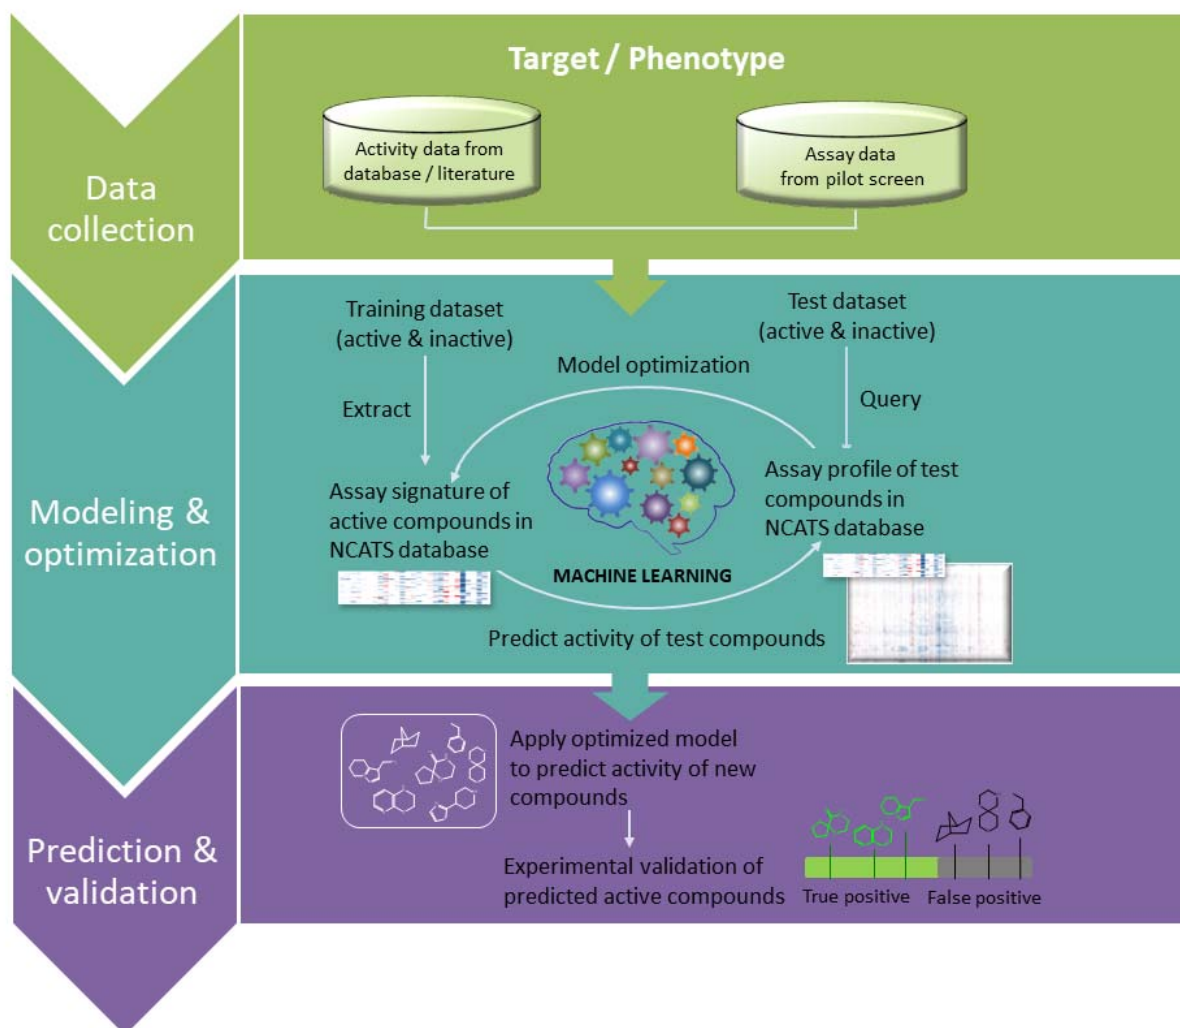 Target / Phenotype
Activity data from
database / literature
Assay data
from pilot screen
Data
collection
Training dataset
(active & inactive)
Test dataset
(active & inactive)
Model optimization
Extract
Query
Assay signature of
active compounds in
NCATS database
Assay profile of test
compounds in
NCATS database
MACHINE LEARNING
Predict activity of test compounds
Modeling &
optimization
Apply optimized model
to predict activity of new
compounds
Experimental validation of
predicted active compounds
True positive
False positive
Prediction &
validation